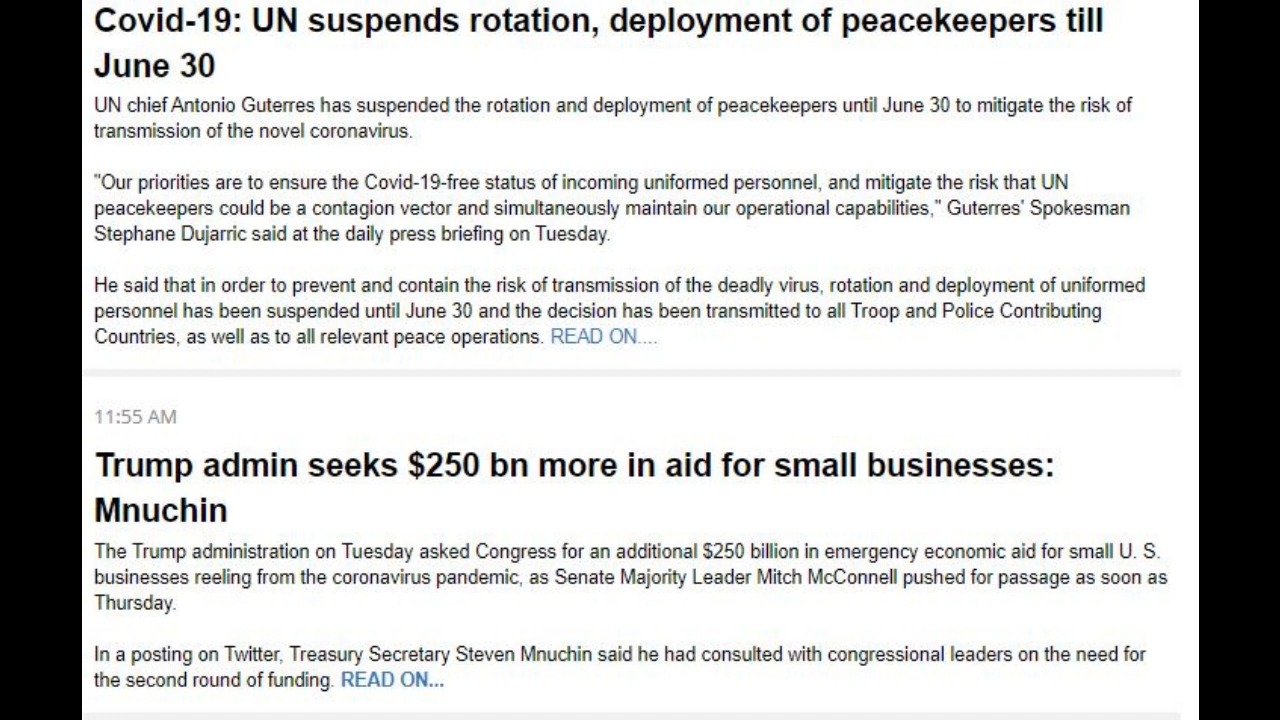 Covid-19: UN suspends rotation, deployment of peacekeepers till
June 30
UN chief Antonio Guterres has suspended the rotation and deployment of peacekeepers until June 30 to mitigate the risk of
transmission of the novel coronavirus.
"Our priorities are to ensure the Covid-19-free status of incoming uniformed personnel, and mitigate the risk that UN
peacekeepers could be a contagion vector and simultaneously maintain our operational capabilities," Guterres' Spokesman
Stephane Dujarric said at the daily press briefing on Tuesday.
He said that in order to prevent and contain the risk of transmission of the deadly virus, rotation and deployment of uniformed
personnel has been suspended until June 30 and the decision has been transmitted to all Troop and Police Contributing
Countries, as well as to all relevant peace operations. READ ON....
11:55 AM
Trump admin seeks $250 bn more in aid for small businesses:
Mnuchin
The Trump administration on Tuesday asked Congress for an additional $250 billion in emergency economic aid for small U. S.
businesses reeling from the coronavirus pandemic, as Senate Majority Leader Mitch McConnell pushed for passage as soon as
Thursday.
In a posting on Twitter, Treasury Secretary Steven Mnuchin said he had consulted with congressional leaders on the need for
the second round of funding. READ ON...